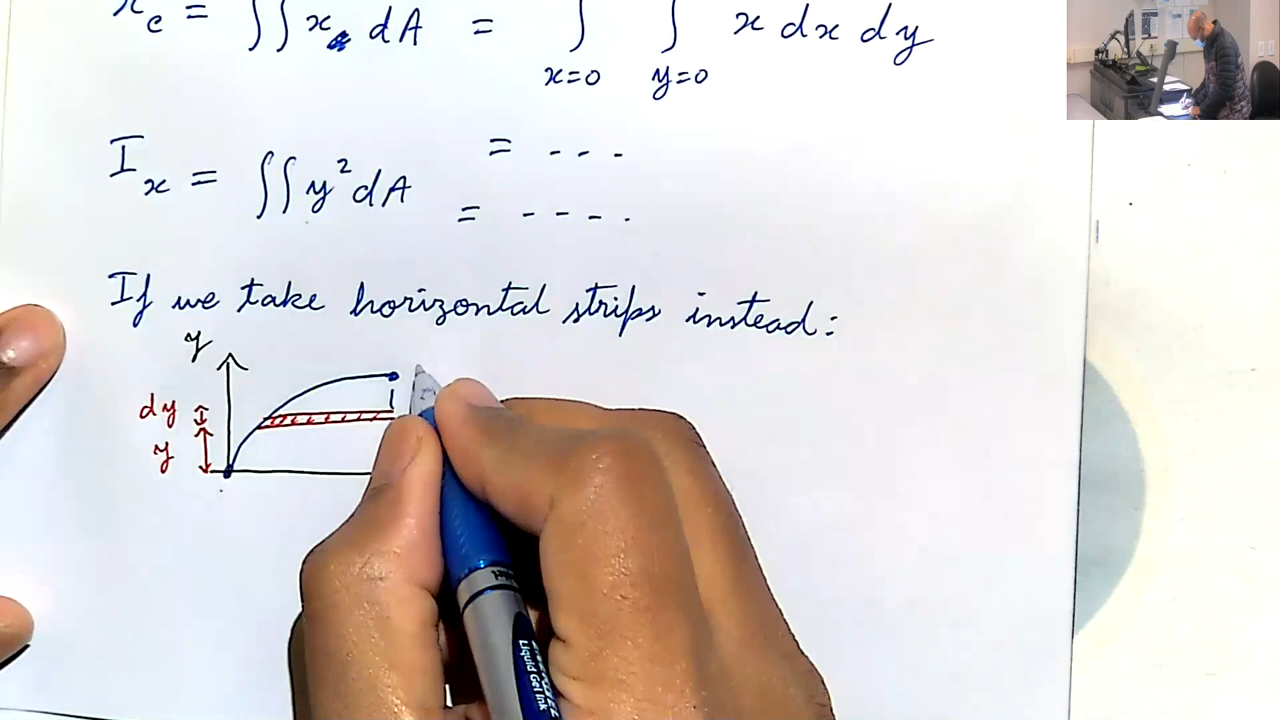 x_c = ∬ x dA = ∫ ∫ x dx dy
x=0 y=0
I_x = ∬ y² dA = - - -
= - - - .
If we take horizontal strips instead:
y
dy
y
Liquid Gel Ink